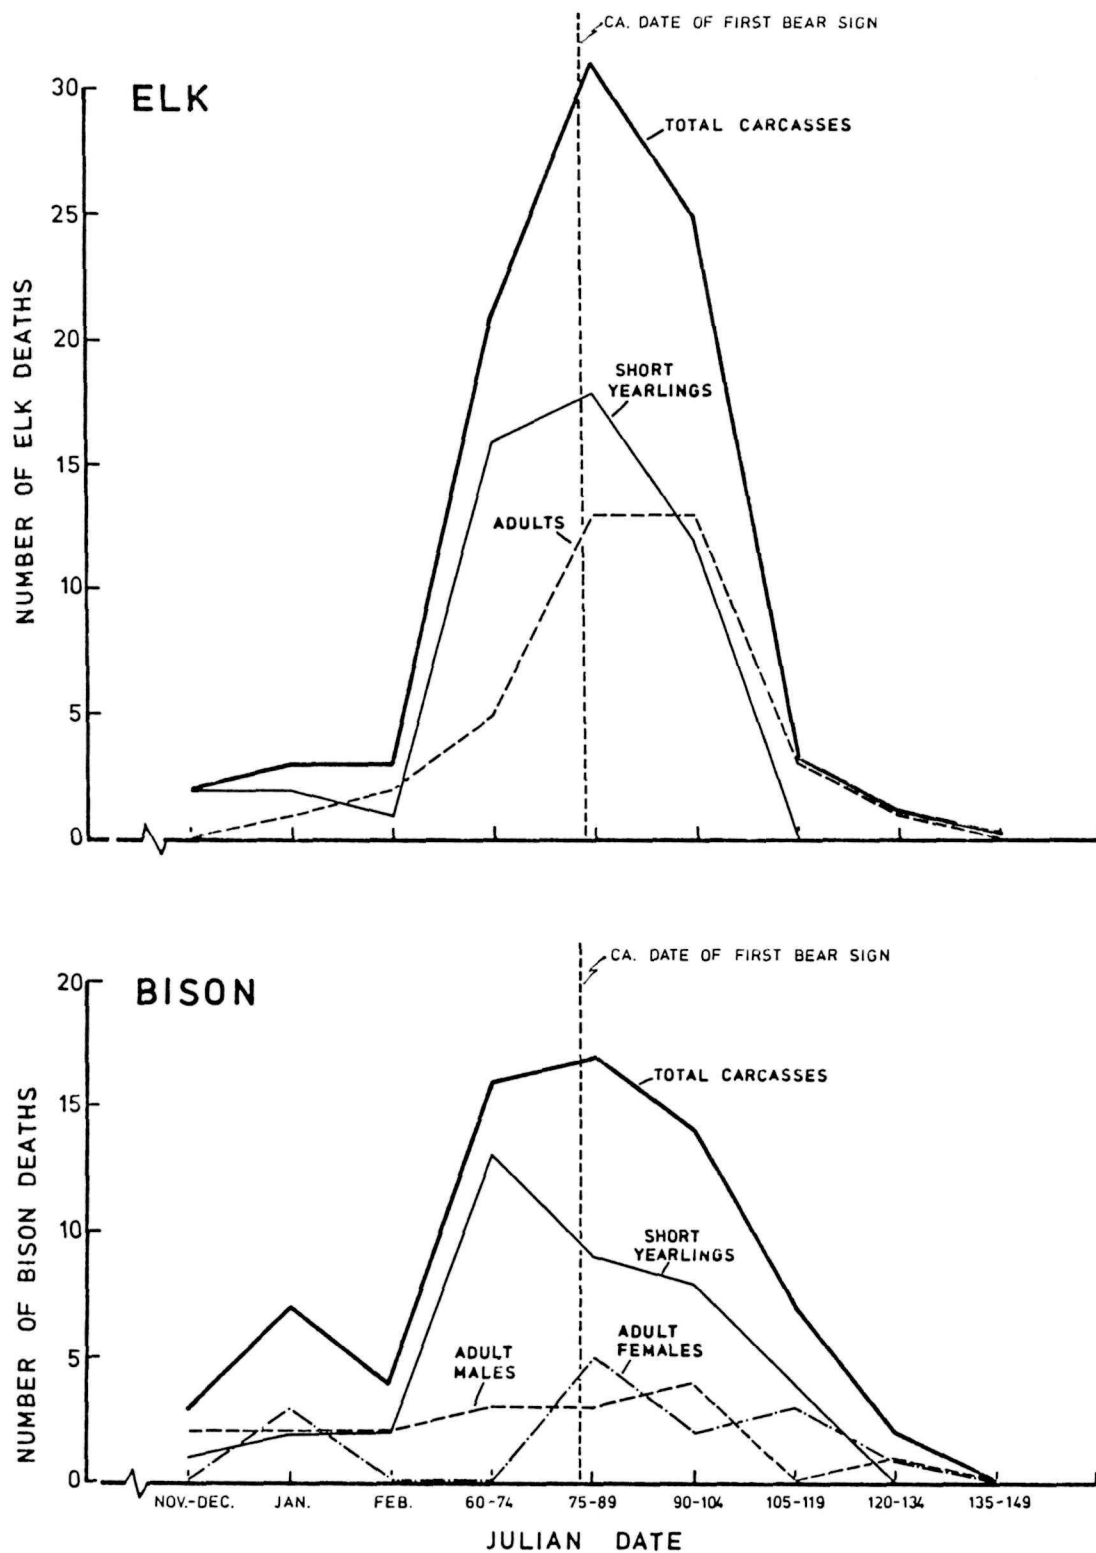 CA. DATE OF FIRST BEAR SIGN
ELK
30
TOTAL CARCASSES
25
20
SHORT
YEARLINGS
15
ADULTS
10
5
0
NUMBER OF ELK DEATHS
CA. DATE OF FIRST BEAR SIGN
BISON
20
TOTAL CARCASSES
15
SHORT
YEARLINGS
10
ADULT
FEMALES
ADULT
MALES
5
0
NUMBER OF BISON DEATHS
NOV.-DEC. JAN. FEB. 60-74 75-89 90-104 105-119 120-134 135-149
JULIAN DATE